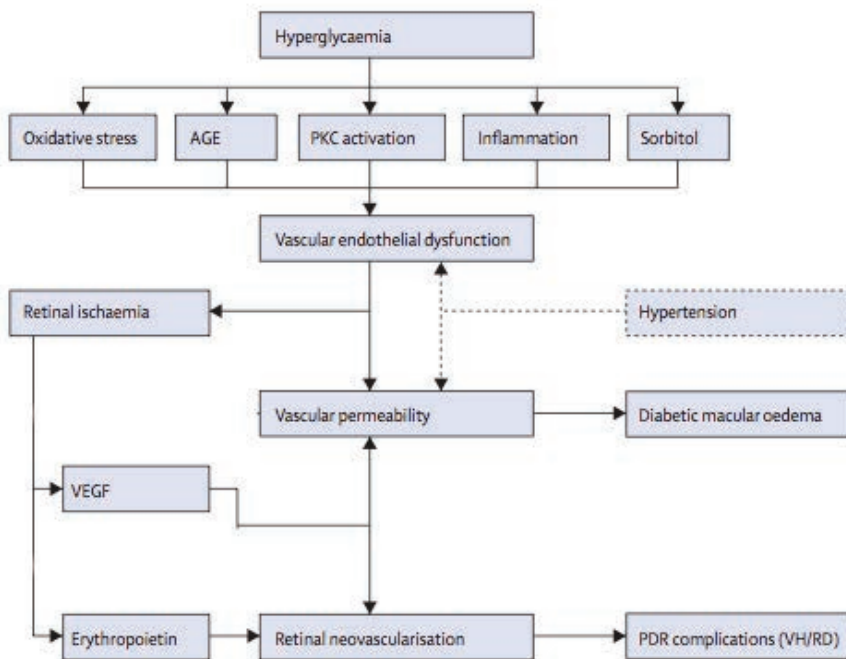 Hyperglycaemia
Oxidative stress
AGE
PKC activation
Inflammation
Sorbitol
Vascular endothelial dysfunction
Retinal ischaemia
Hypertension
Vascular permeability
Diabetic macular oedema
VEGF
Erythropoietin
Retinal neovascularisation
PDR complications (VH/RD)